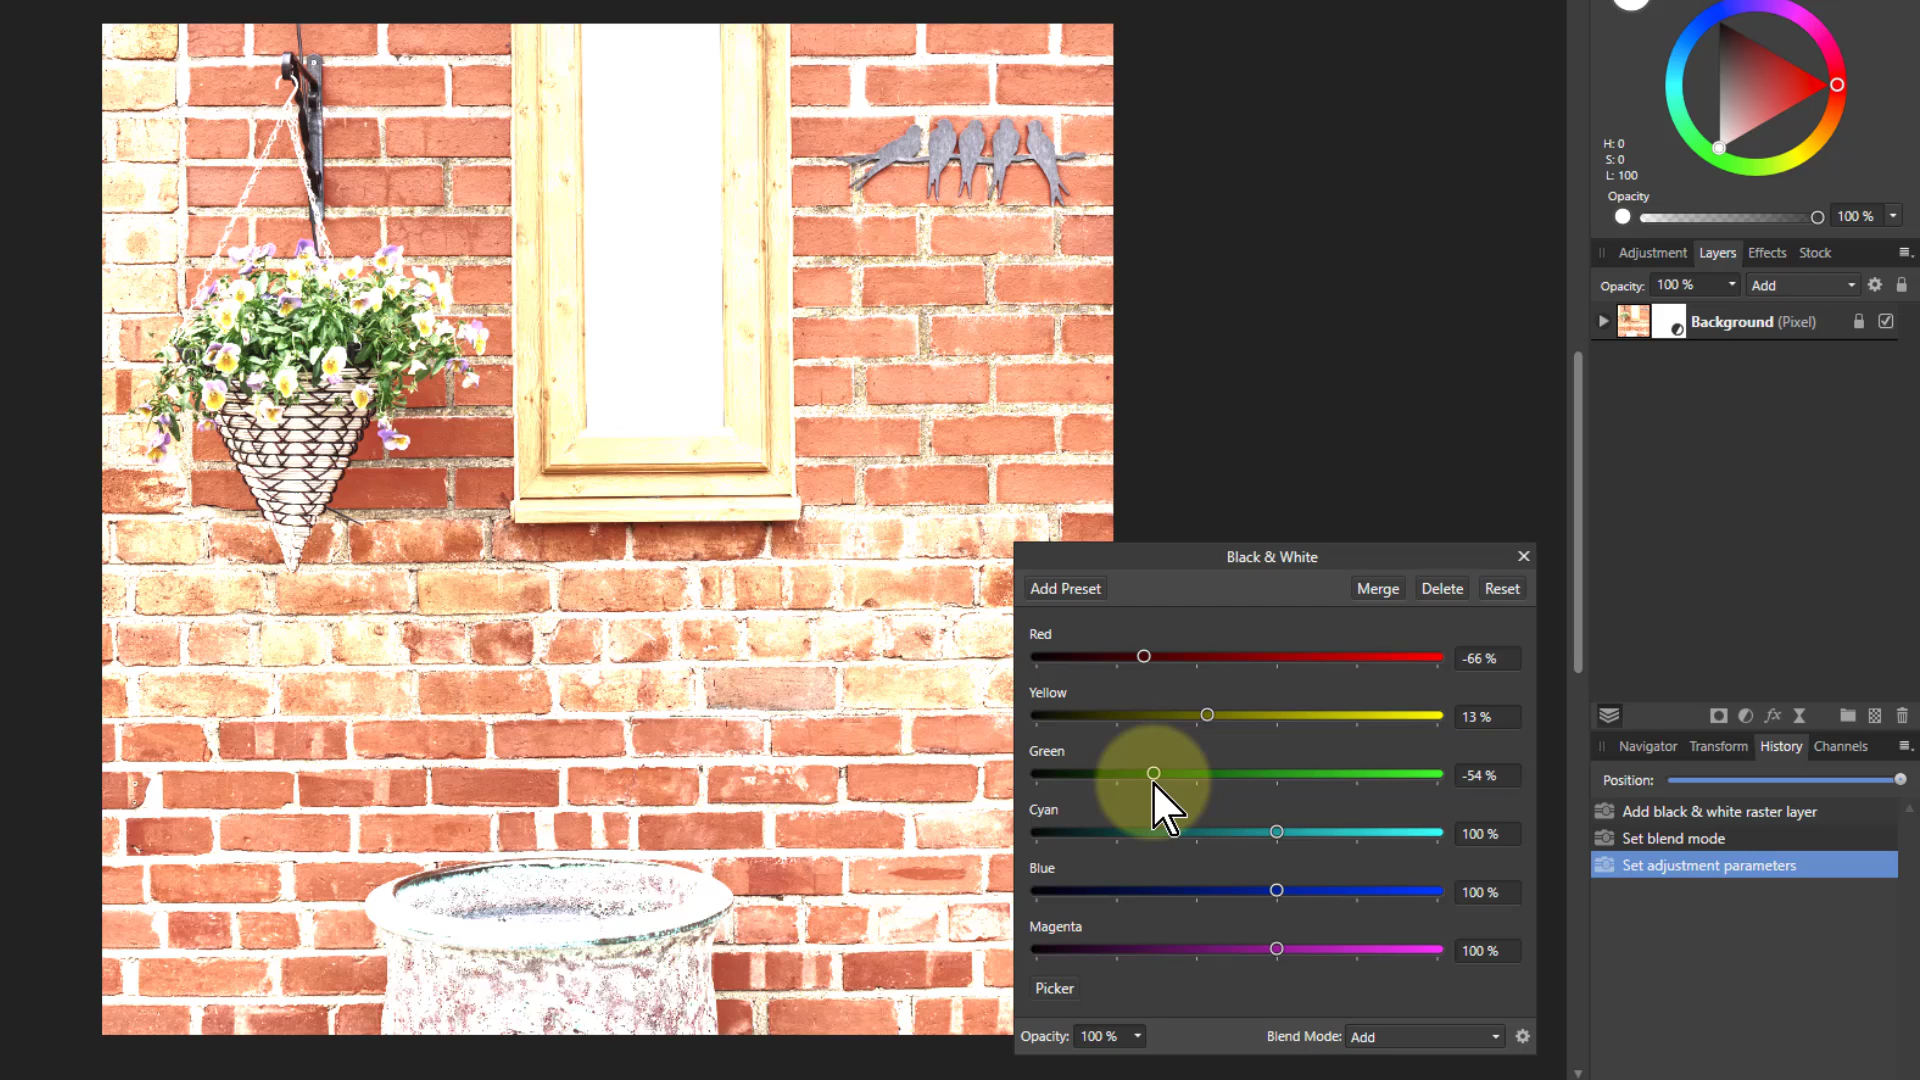 H: 0
S: 0
L: 100
Opacity
100 %
Adjustment Layers Effects Stock
Opacity: 100 % Add
Background (Pixel)
Black & White
Add Preset Merge Delete Reset
Red
-66 %
Yellow
13 %
Green
-54 %
Cyan
100 %
Blue
100 %
Magenta
100 %
Picker
Opacity: 100 % Blend Mode: Add
fx
Navigator Transform History Channels
Position:
Add black & white raster layer
Set blend mode
Set adjustment parameters